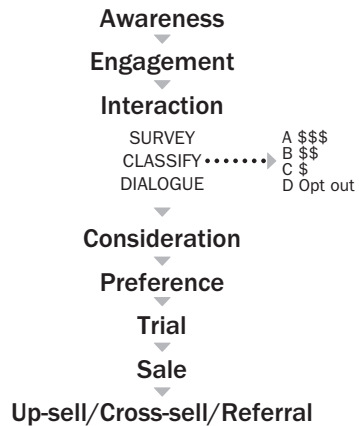 Awareness
Engagement
Interaction
SURVEY
CLASSIFY
DIALOGUE
A $$$
B $$
C $
D Opt out
Consideration
Preference
Trial
Sale
Up-sell/Cross-sell/Referral